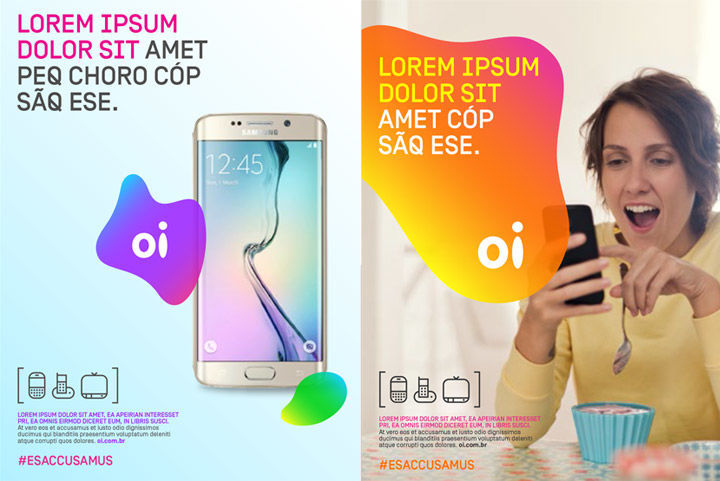 LOREM IPSUM
DOLOR SIT AMET
PEQ CHORO CÓP
SÃQ ESE.
SAMSUNG
12:45
oi
LOREM IPSUM DOLOR SIT AMET, EA APEIRIAN INTERESSET
PRI, EA OMNIS EIRMOD DICERET EUM, IN LIBRIS SUSCI.
At vero eos et accusamus et iusto odio dignissimos
ducimus qui blanditiis praesentium voluptatum deleniti
atque corrupti quos dolores. oi.com.br
#ESACCUSAMUS
LOREM IPSUM
DOLOR SIT
AMET CÓP
SÃQ ESE.
oi
LOREM IPSUM DOLOR SIT AMET, EA APEIRIAN INTERESSET
PRI, EA OMNIS EIRMOD DICERET EUM, IN LIBRIS SUSCI.
At vero eos et accusamus et iusto odio dignissimos
ducimus qui blanditiis praesentium voluptatum deleniti
atque corrupti quos dolores. oi.com.br
#ESACCUSAMUS